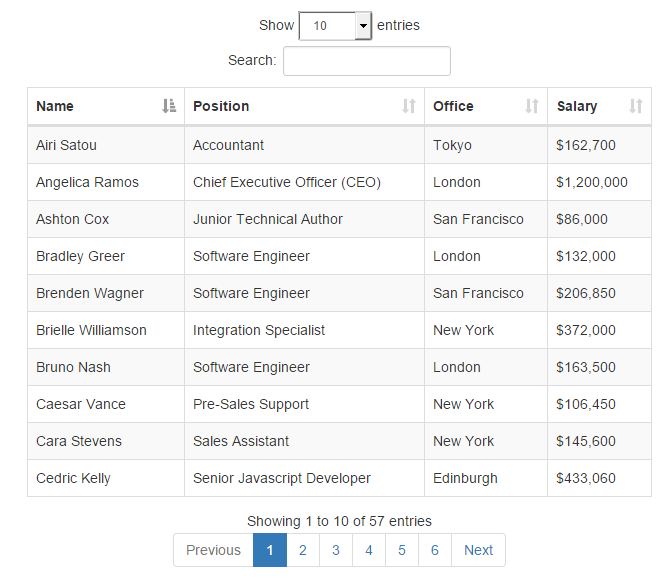 Show 10 entries
Search:
Name Position Office Salary
Airi Satou Accountant Tokyo $162,700
Angelica Ramos Chief Executive Officer (CEO) London $1,200,000
Ashton Cox Junior Technical Author San Francisco $86,000
Bradley Greer Software Engineer London $132,000
Brenden Wagner Software Engineer San Francisco $206,850
Brielle Williamson Integration Specialist New York $372,000
Bruno Nash Software Engineer London $163,500
Caesar Vance Pre-Sales Support New York $106,450
Cara Stevens Sales Assistant New York $145,600
Cedric Kelly Senior Javascript Developer Edinburgh $433,060
Showing 1 to 10 of 57 entries
Previous 1 2 3 4 5 6 Next